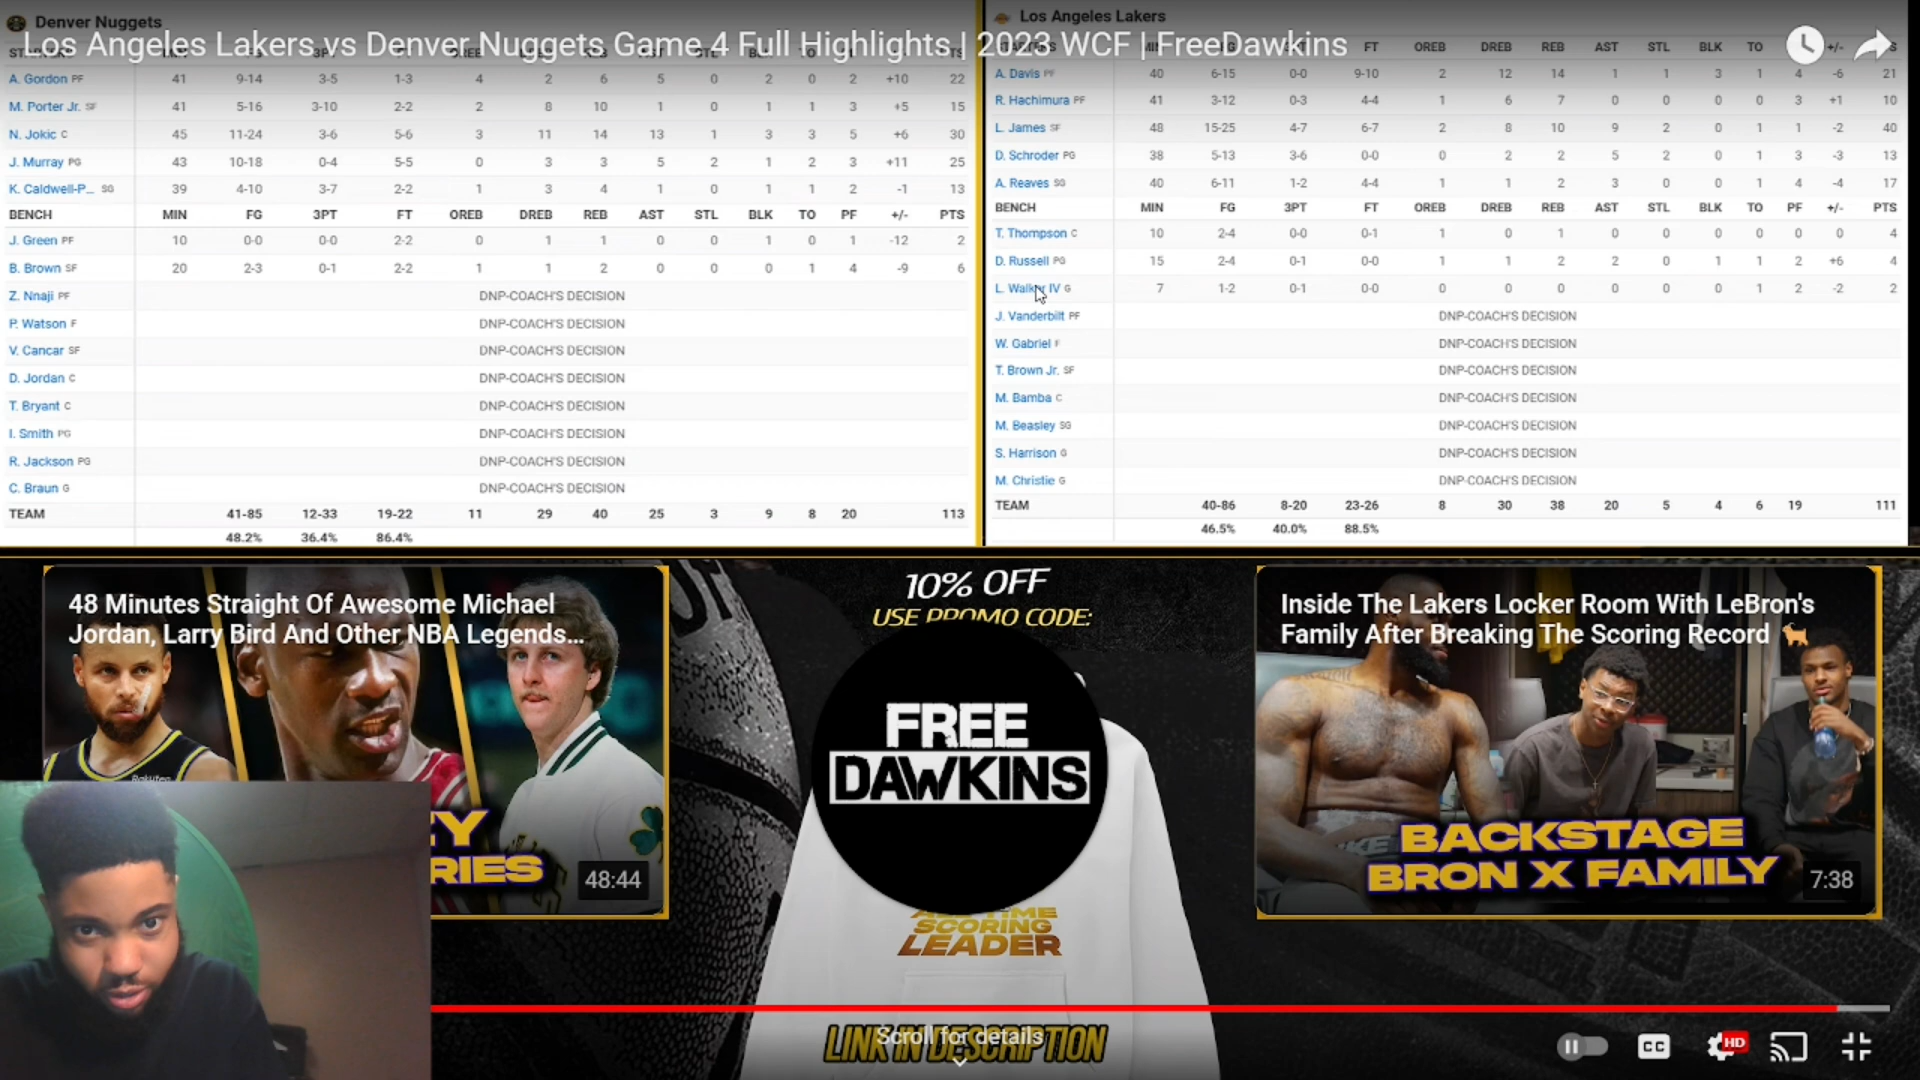 Denver Nuggets
Los Angeles Lakers
Los Angeles Lakers vs Denver Nuggets Game 4 Full Highlights | 2023 WCF | FreeDawkins
FT OREB DREB REB AST STL BLK TO +/-
A. Gordon PF 41 9-14 3-5 1-3 4 2 6 5 0 2 0 2 +10 22
M. Porter Jr. SF 41 5-16 3-10 2-2 2 8 10 1 0 1 1 3 +5 15
N. Jokic C 45 11-24 3-6 5-6 3 11 14 13 1 3 3 5 +6 30
J. Murray PG 43 10-18 0-4 5-5 0 3 3 5 2 1 2 3 +11 25
K. Caldwell-P... SG 39 4-10 3-7 2-2 1 3 4 1 0 1 1 2 -1 13
BENCH MIN FG 3PT FT OREB DREB REB AST STL BLK TO PF +/- PTS
J. Green PF 10 0-0 0-0 2-2 0 1 1 0 0 1 0 1 -12 2
B. Brown SF 20 2-3 0-1 2-2 1 1 2 0 0 0 1 4 -9 6
Z. Nnaji PF DNP-COACH'S DECISION
P. Watson F DNP-COACH'S DECISION
V. Cancar SF DNP-COACH'S DECISION
D. Jordan C DNP-COACH'S DECISION
T. Bryant C DNP-COACH'S DECISION
I. Smith PG DNP-COACH'S DECISION
R. Jackson PG DNP-COACH'S DECISION
C. Braun G DNP-COACH'S DECISION
TEAM 41-85 12-33 19-22 11 29 40 25 3 9 8 20 113
48.2% 36.4% 86.4%
A. Davis PF 40 6-15 0-0 9-10 2 12 14 1 1 3 1 4 -6 21
R. Hachimura PF 41 3-12 0-3 4-4 1 6 7 0 0 0 0 3 +1 10
L. James SF 48 15-25 4-7 6-7 2 8 10 9 2 0 1 1 -2 40
D. Schroder PG 38 5-13 3-6 0-0 0 2 2 5 2 0 1 3 -3 13
A. Reaves SG 40 6-11 1-2 4-4 1 1 2 3 0 0 1 4 -4 17
BENCH MIN FG 3PT FT OREB DREB REB AST STL BLK TO PF +/- PTS
T. Thompson C 10 2-4 0-0 0-1 1 0 1 0 0 0 0 0 0 4
D. Russell PG 15 2-4 0-1 0-0 1 1 2 2 0 1 1 2 +6 4
L. Walker IV G 7 1-2 0-1 0-0 0 0 0 0 0 0 1 2 -2 2
J. Vanderbilt PF DNP-COACH'S DECISION
W. Gabriel F DNP-COACH'S DECISION
T. Brown Jr. SF DNP-COACH'S DECISION
M. Bamba C DNP-COACH'S DECISION
M. Beasley SG DNP-COACH'S DECISION
S. Harrison G DNP-COACH'S DECISION
M. Christie G DNP-COACH'S DECISION
TEAM 40-86 8-20 23-26 8 30 38 20 5 4 6 19 111
46.5% 40.0% 88.5%
48 Minutes Straight Of Awesome Michael
Jordan, Larry Bird And Other NBA Legends...
Rakuten
48:44
10% OFF
USE PROMO CODE:
FREE
DAWKINS
ALL TIME
SCORING
LEADER
LINK IN DESCRIPTION
Scroll for details
Inside The Lakers Locker Room With LeBron's
Family After Breaking The Scoring Record
BACKSTAGE
BRON X FAMILY
7:38
CC
HD